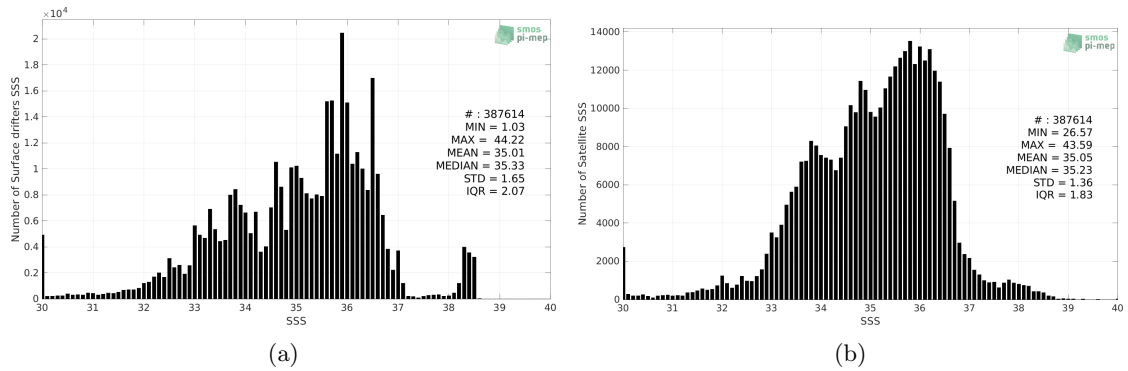 ×10⁴
2
1.8
1.6
1.4
1.2
1
0.8
0.6
0.4
0.2
0
Number of Surface drifters SSS
smos
pi-mep
# : 387614
MIN = 1.03
MAX = 44.22
MEAN = 35.01
MEDIAN = 35.33
STD = 1.65
IQR = 2.07
30 31 32 33 34 35 36 37 38 39 40
SSS
(a)
14000
12000
10000
8000
6000
4000
2000
0
Number of Satellite SSS
smos
pi-mep
# : 387614
MIN = 26.57
MAX = 43.59
MEAN = 35.05
MEDIAN = 35.23
STD = 1.36
IQR = 1.83
30 31 32 33 34 35 36 37 38 39 40
SSS
(b)